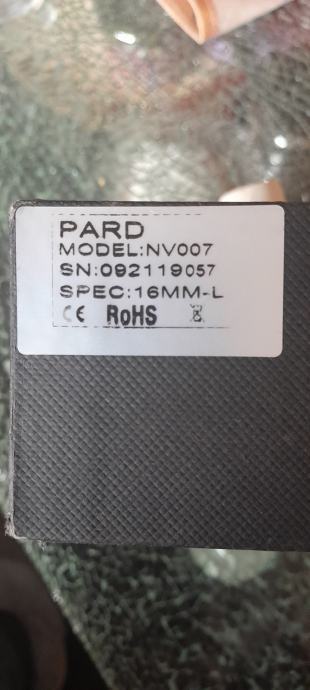 PARD
MODEL:NV007
SN:092119057
SPEC:16MM-L
CE RoHS